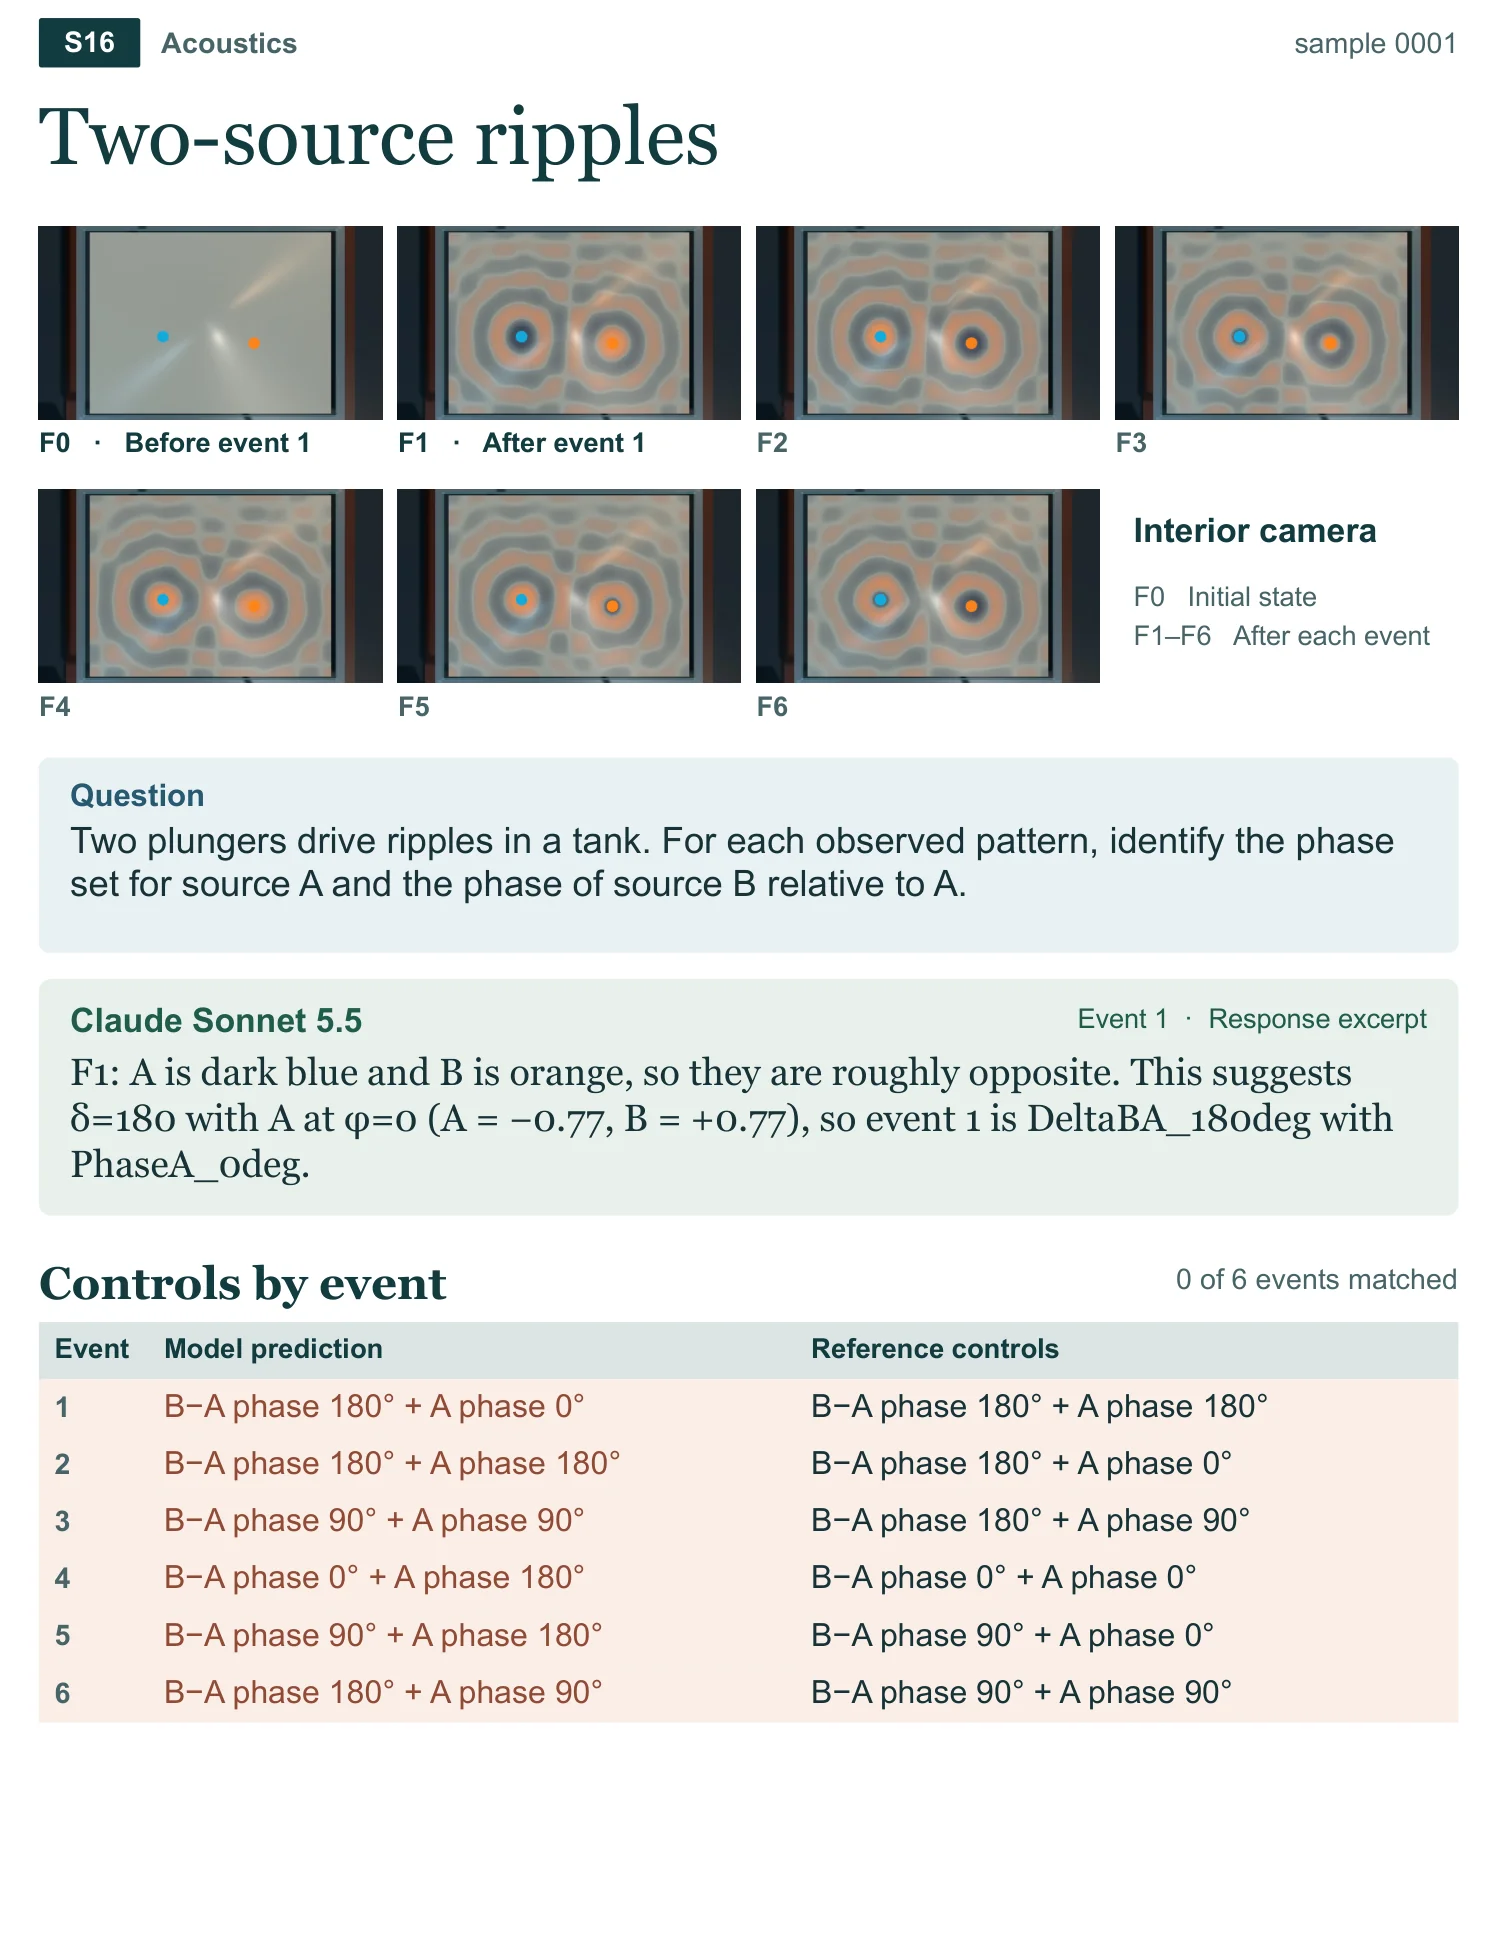 S16 Acoustics sample 0001
Two-source ripples
F0 · Before event 1
F1 · After event 1
F2
F3
F4
F5
F6
Interior camera
F0 Initial state
F1–F6 After each event
Question
Two plungers drive ripples in a tank. For each observed pattern, identify the phase
set for source A and the phase of source B relative to A.
Claude Sonnet 5.5 Event 1 · Response excerpt
F1: A is dark blue and B is orange, so they are roughly opposite. This suggests
δ=180 with A at φ=0 (A = −0.77, B = +0.77), so event 1 is DeltaBA_180deg with
PhaseA_0deg.
Controls by event 0 of 6 events matched
Event Model prediction Reference controls
1 B−A phase 180° + A phase 0° B−A phase 180° + A phase 180°
2 B−A phase 180° + A phase 180° B−A phase 180° + A phase 0°
3 B−A phase 90° + A phase 90° B−A phase 180° + A phase 90°
4 B−A phase 0° + A phase 180° B−A phase 0° + A phase 0°
5 B−A phase 90° + A phase 180° B−A phase 90° + A phase 0°
6 B−A phase 180° + A phase 90° B−A phase 90° + A phase 90°